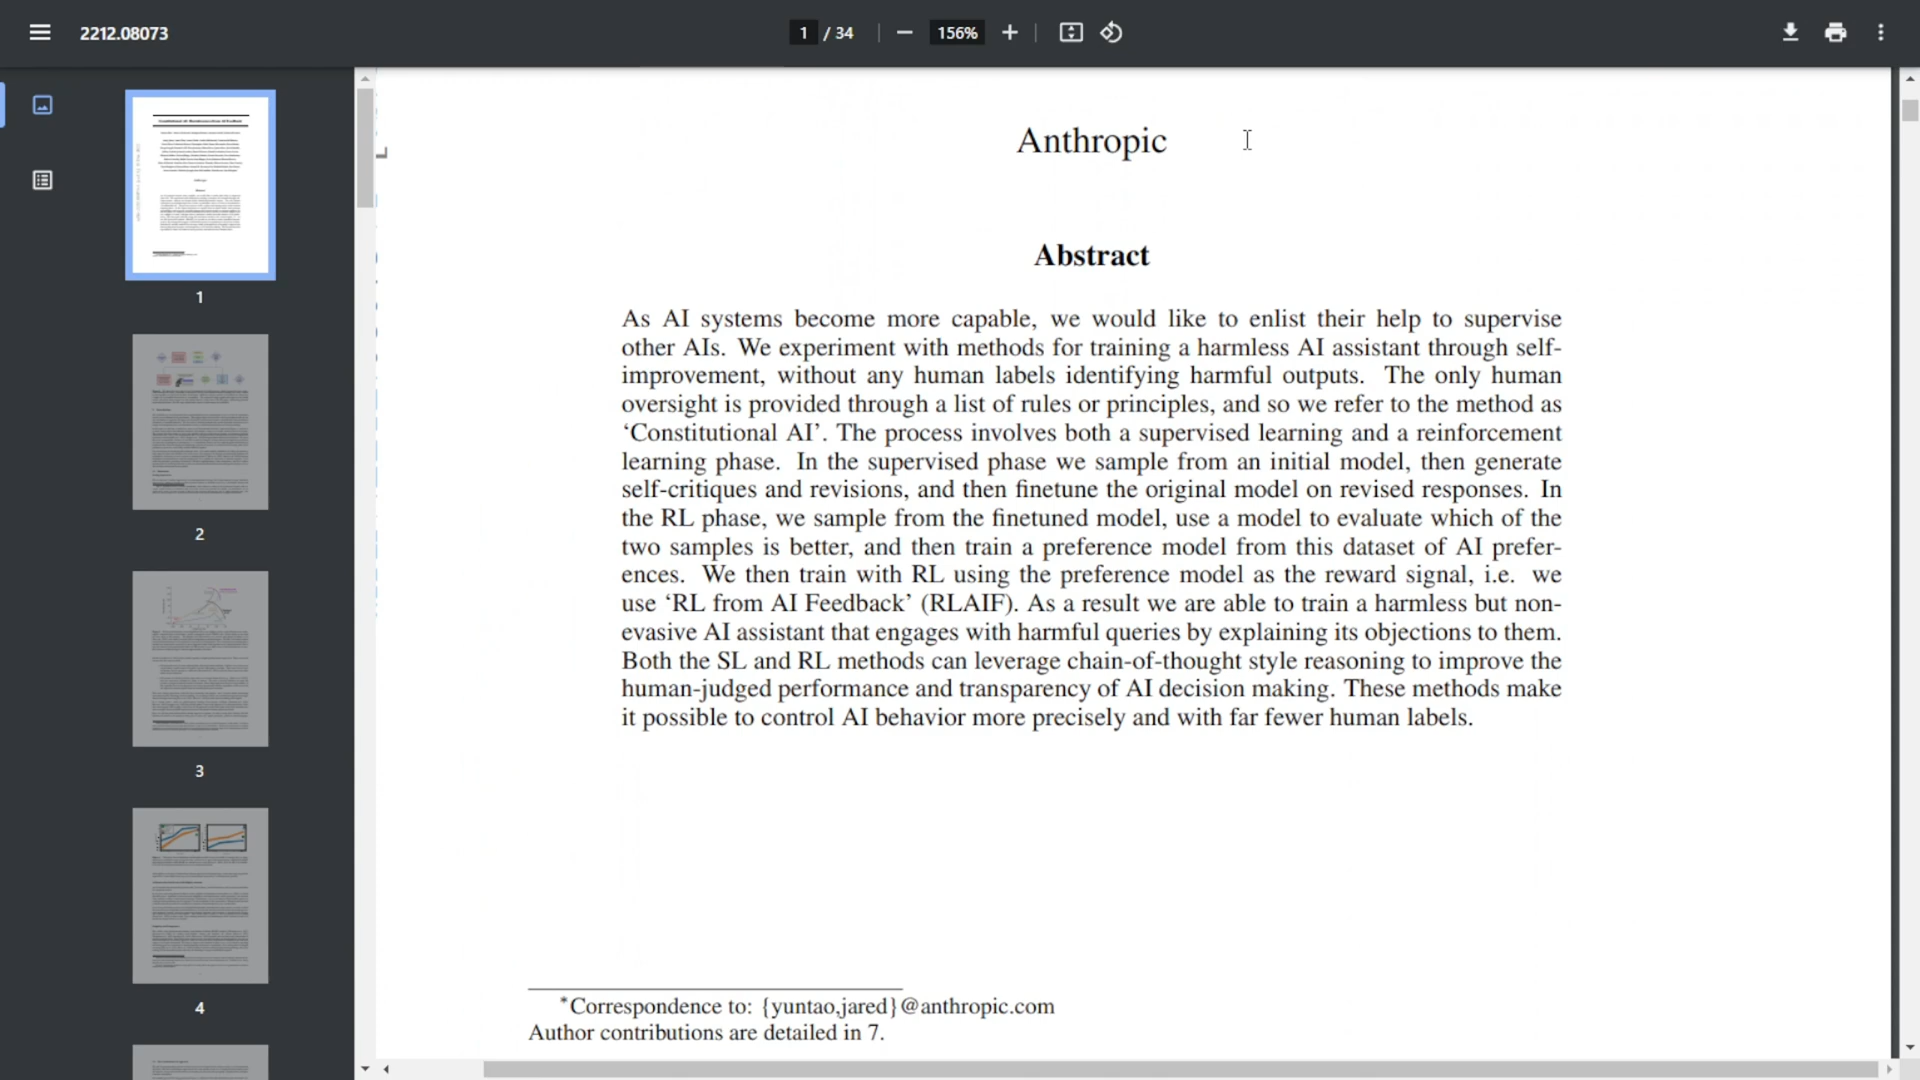 2212.08073
1 / 34
156%
Anthropic
Abstract
As AI systems become more capable, we would like to enlist their help to supervise
other AIs. We experiment with methods for training a harmless AI assistant through self-
improvement, without any human labels identifying harmful outputs. The only human
oversight is provided through a list of rules or principles, and so we refer to the method as
‘Constitutional AI’. The process involves both a supervised learning and a reinforcement
learning phase. In the supervised phase we sample from an initial model, then generate
self-critiques and revisions, and then finetune the original model on revised responses. In
the RL phase, we sample from the finetuned model, use a model to evaluate which of the
two samples is better, and then train a preference model from this dataset of AI prefer-
ences. We then train with RL using the preference model as the reward signal, i.e. we
use ‘RL from AI Feedback’ (RLAIF). As a result we are able to train a harmless but non-
evasive AI assistant that engages with harmful queries by explaining its objections to them.
Both the SL and RL methods can leverage chain-of-thought style reasoning to improve the
human-judged performance and transparency of AI decision making. These methods make
it possible to control AI behavior more precisely and with far fewer human labels.
*Correspondence to: {yuntao,jared}@anthropic.com
Author contributions are detailed in 7.
1
2
3
4